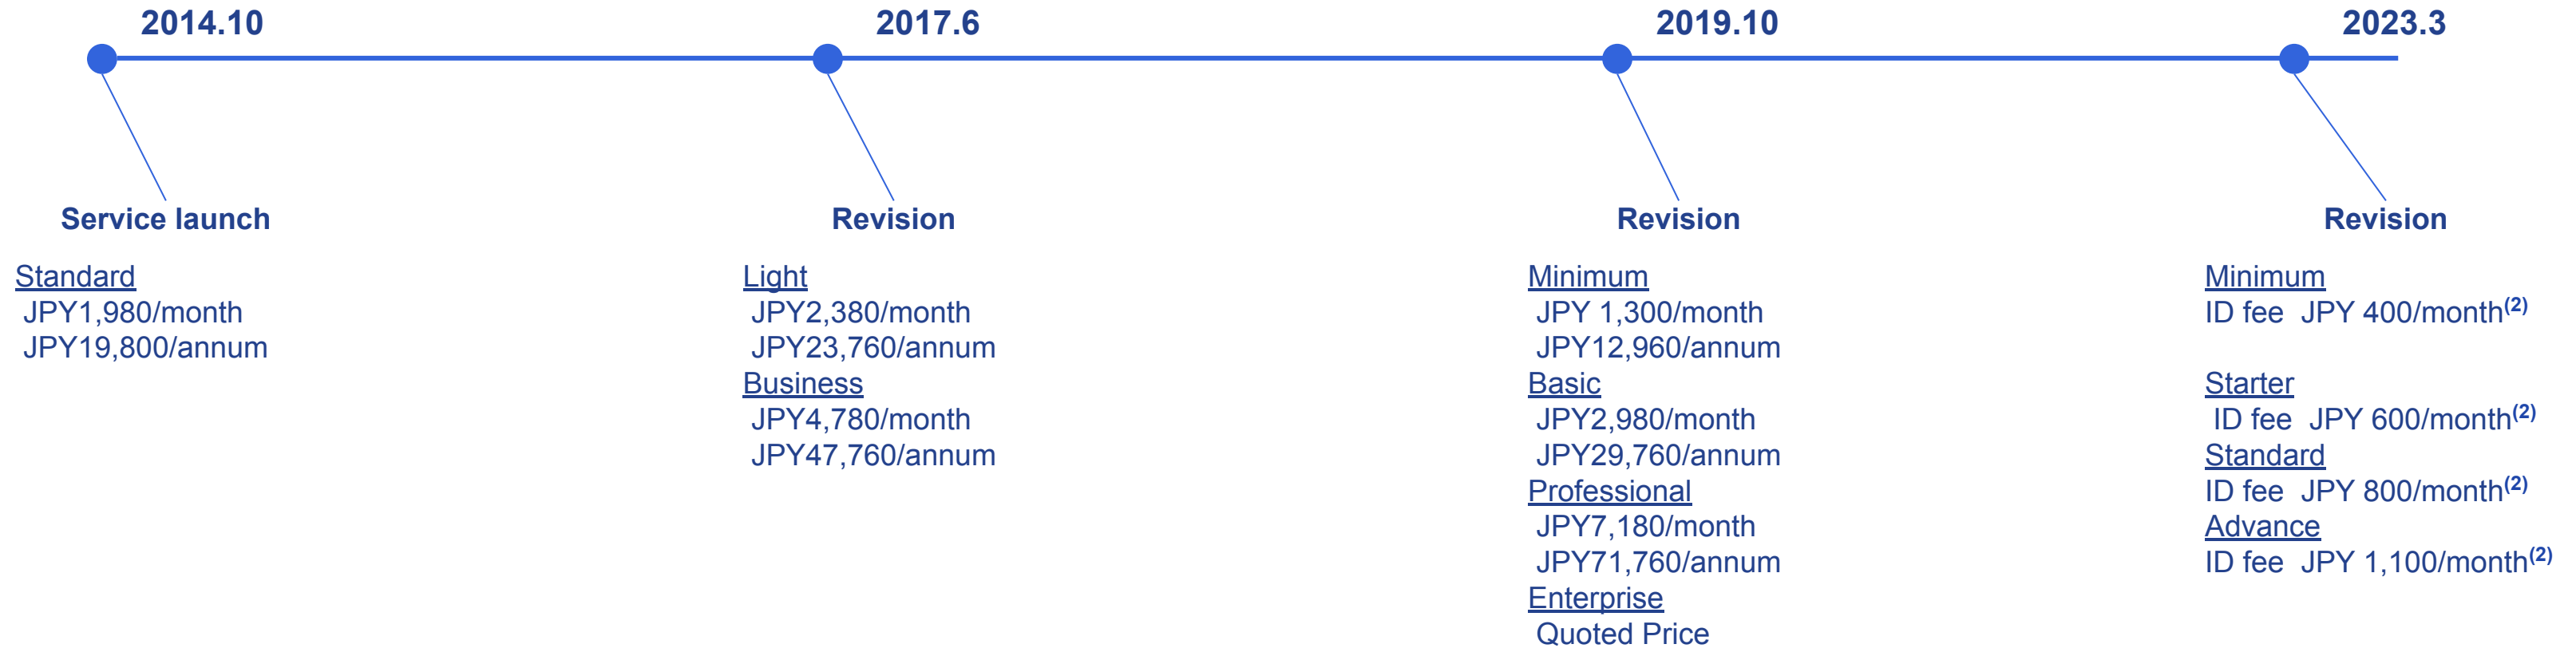 2014.10
2017.6
2019.10
2023.3
Service launch
Standard
JPY1,980/month
JPY19,800/annum
Revision
Light
JPY2,380/month
JPY23,760/annum
Business
JPY4,780/month
JPY47,760/annum
Revision
Minimum
JPY 1,300/month
JPY12,960/annum
Basic
JPY2,980/month
JPY29,760/annum
Professional
JPY7,180/month
JPY71,760/annum
Enterprise
Quoted Price
Revision
Minimum
ID fee  JPY 400/month(2)
Starter
ID fee  JPY 600/month(2)
Standard
ID fee  JPY 800/month(2)
Advance
ID fee  JPY 1,100/month(2)